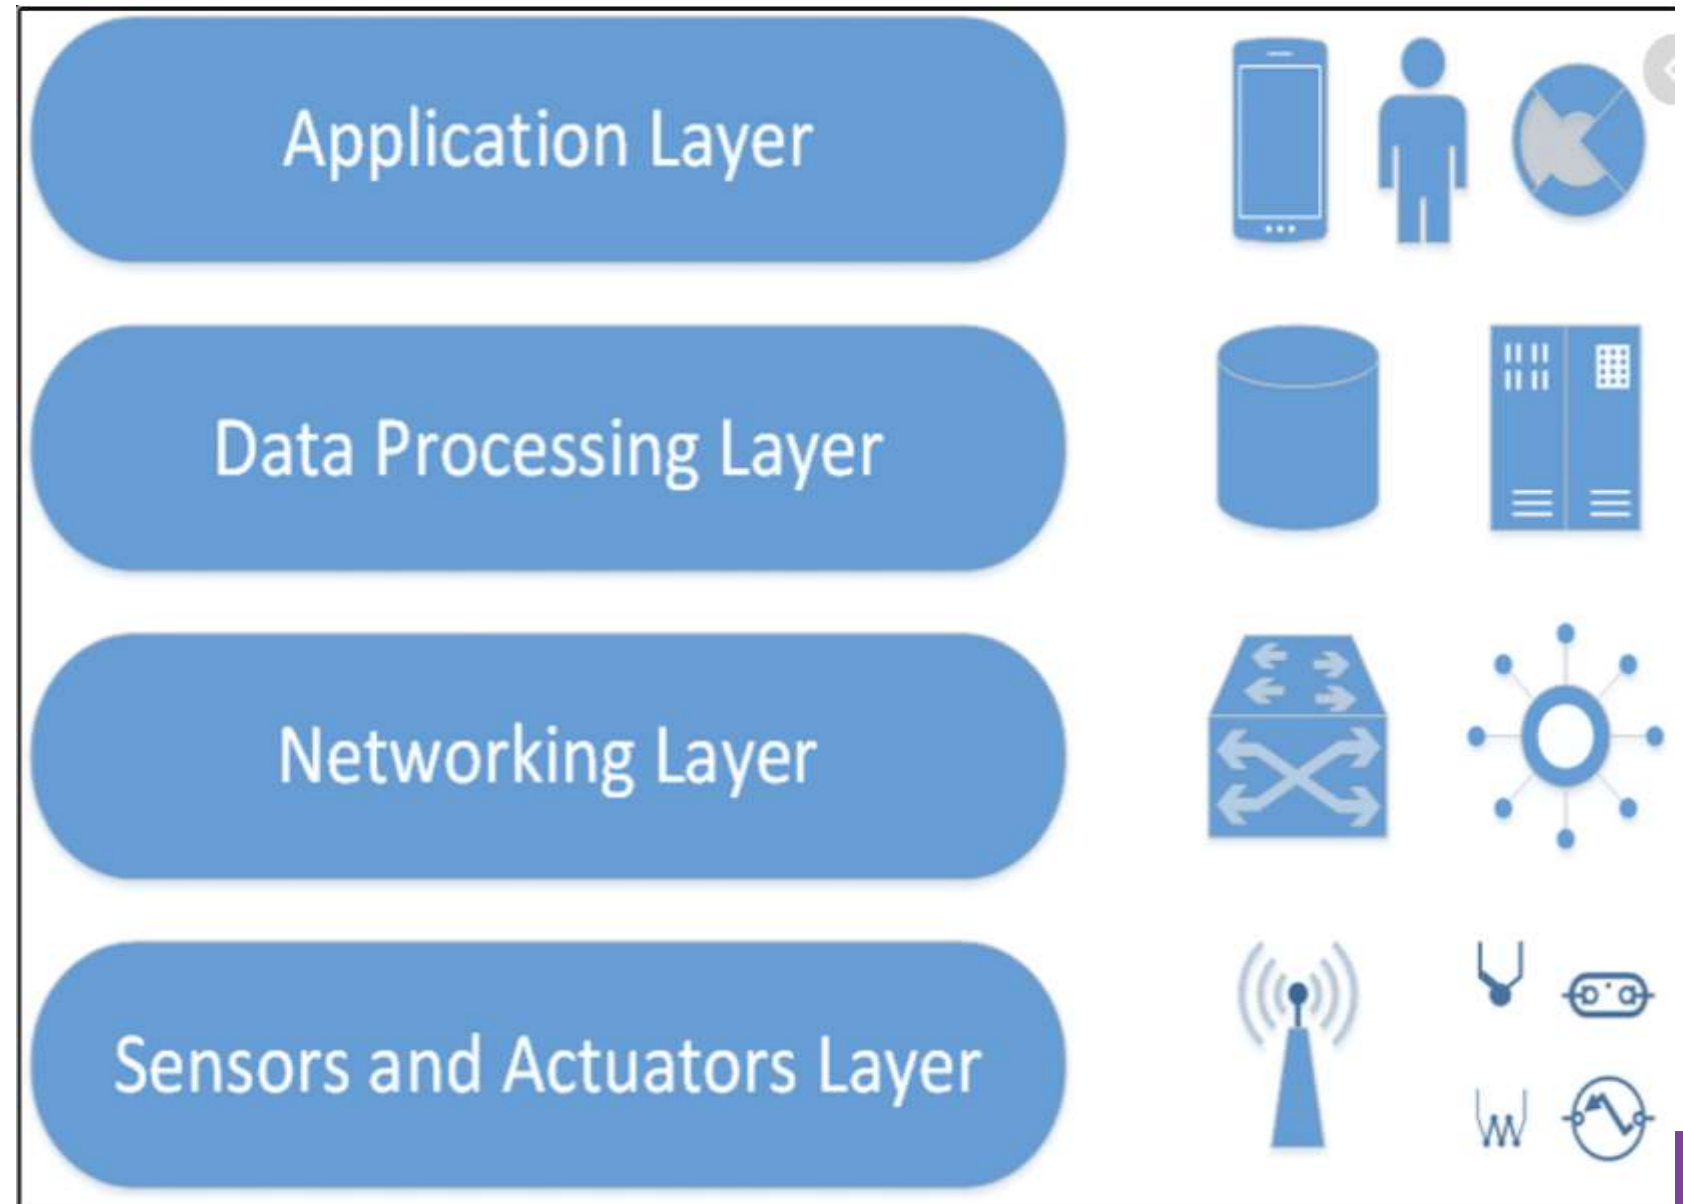 Application Layer
Data Processing Layer
Networking Layer
Sensors and Actuators Layer